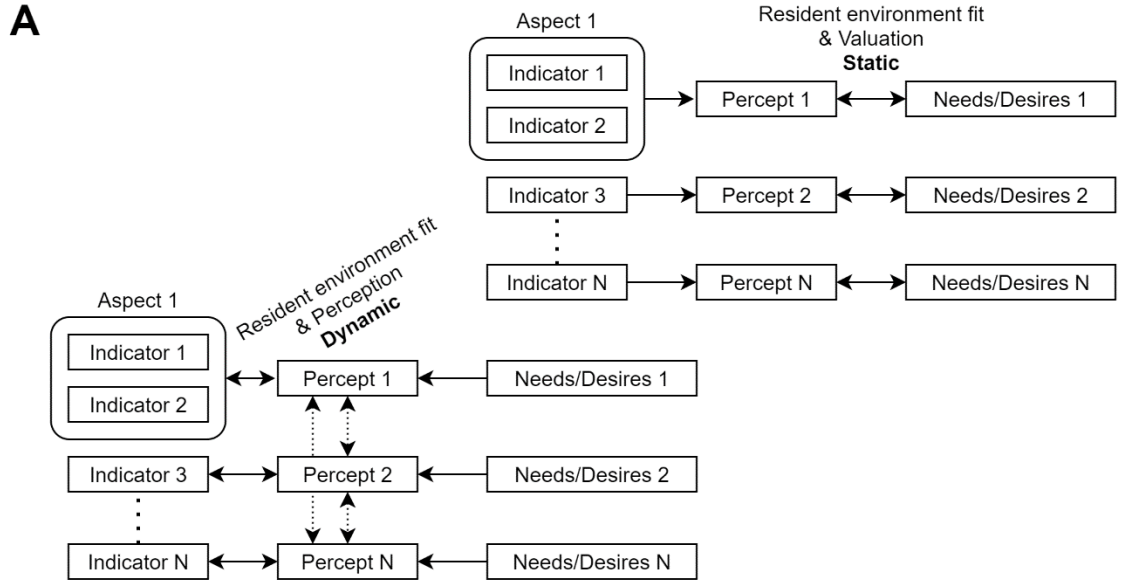 A
Aspect 1
Indicator 1
Indicator 2
Resident environment fit
& Valuation
Static
Percept 1
Needs/Desires 1
Indicator 3
Percept 2
Needs/Desires 2
Indicator N
Percept N
Needs/Desires N
Aspect 1
Indicator 1
Indicator 2
Resident environment fit
& Perception
Dynamic
Percept 1
Needs/Desires 1
Indicator 3
Percept 2
Needs/Desires 2
Indicator N
Percept N
Needs/Desires N